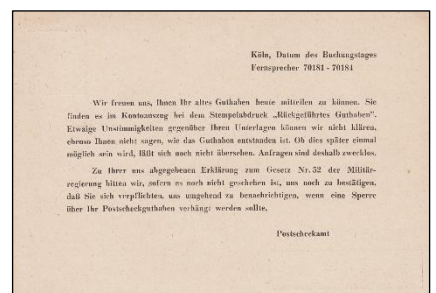 Köln, Datum des Buchungstages
Fernsprecher 70181 - 70184
Wir freuen uns, Ihnen Ihr altes Guthaben heute mitteilen zu können. Sie
finden es im Kontoauszug bei dem Stempelabdruck „Rückgeführtes Guthaben".
Etwaige Unstimmigkeiten gegenüber Ihren Unterlagen können wir nicht klären,
ebenso Ihnen nicht sagen, wie das Guthaben entstanden ist. Ob dies später einmal
möglich sein wird, läßt sich noch nicht übersehen. Anfragen sind deshalb zwecklos.
Zu Ihrer uns abgegebenen Erklärung zum Gesetz Nr. 52 der Militär-
regierung bitten wir, sofern es noch nicht geschehen ist, uns noch zu bestätigen,
daß Sie sich verpflichten, uns umgehend zu benachrichtigen, wenn eine Sperre
über Ihr Postscheckguthaben verhängt werden sollte.
Postscheckamt